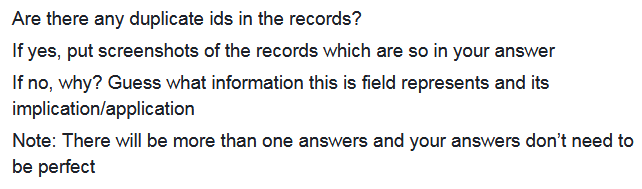 Are there any duplicate ids in the records?
If yes, put screenshots of the records which are so in your answer
If no, why? Guess what information this is field represents and its
implication/application
Note: There will be more than one answers and your answers don’t need to
be perfect